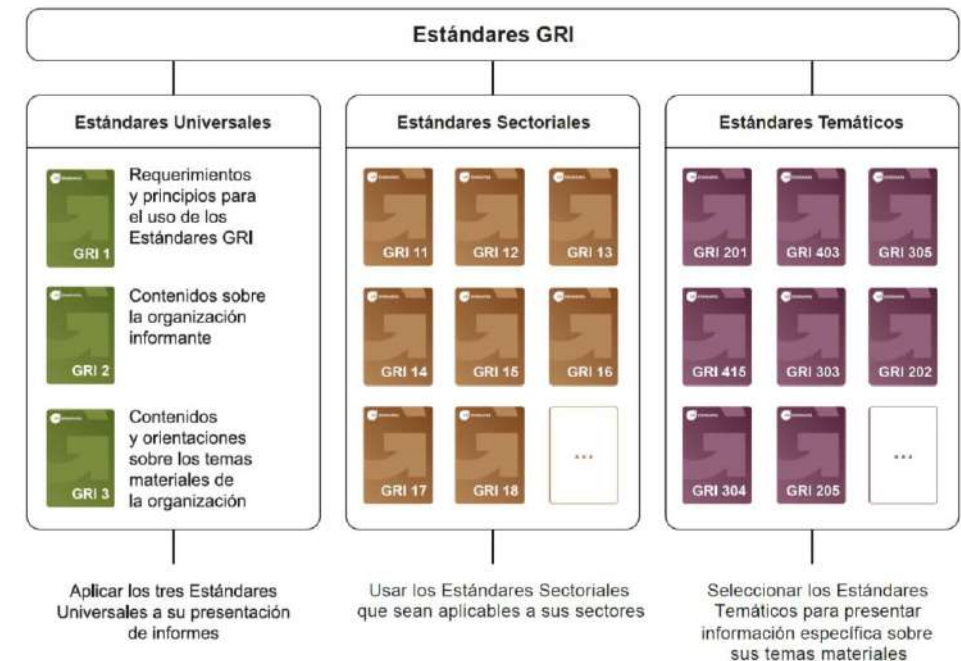 Estándares GRI
Estándares Universales
GRI 1
Requerimientos
y principios para
el uso de los
Estándares GRI
GRI 2
Contenidos sobre
la organización
informante
GRI 3
Contenidos
y orientaciones
sobre los temas
materiales de
la organización
Aplicar los tres Estándares
Universales a su presentación
de informes
Estándares Sectoriales
GRI 11 GRI 12 GRI 13
GRI 14 GRI 15 GRI 16
GRI 17 GRI 18 ...
Usar los Estándares Sectoriales
que sean aplicables a sus sectores
Estándares Temáticos
GRI 201 GRI 403 GRI 305
GRI 415 GRI 303 GRI 202
GRI 304 GRI 205 ...
Seleccionar los Estándares
Temáticos para presentar
información específica sobre
sus temas materiales